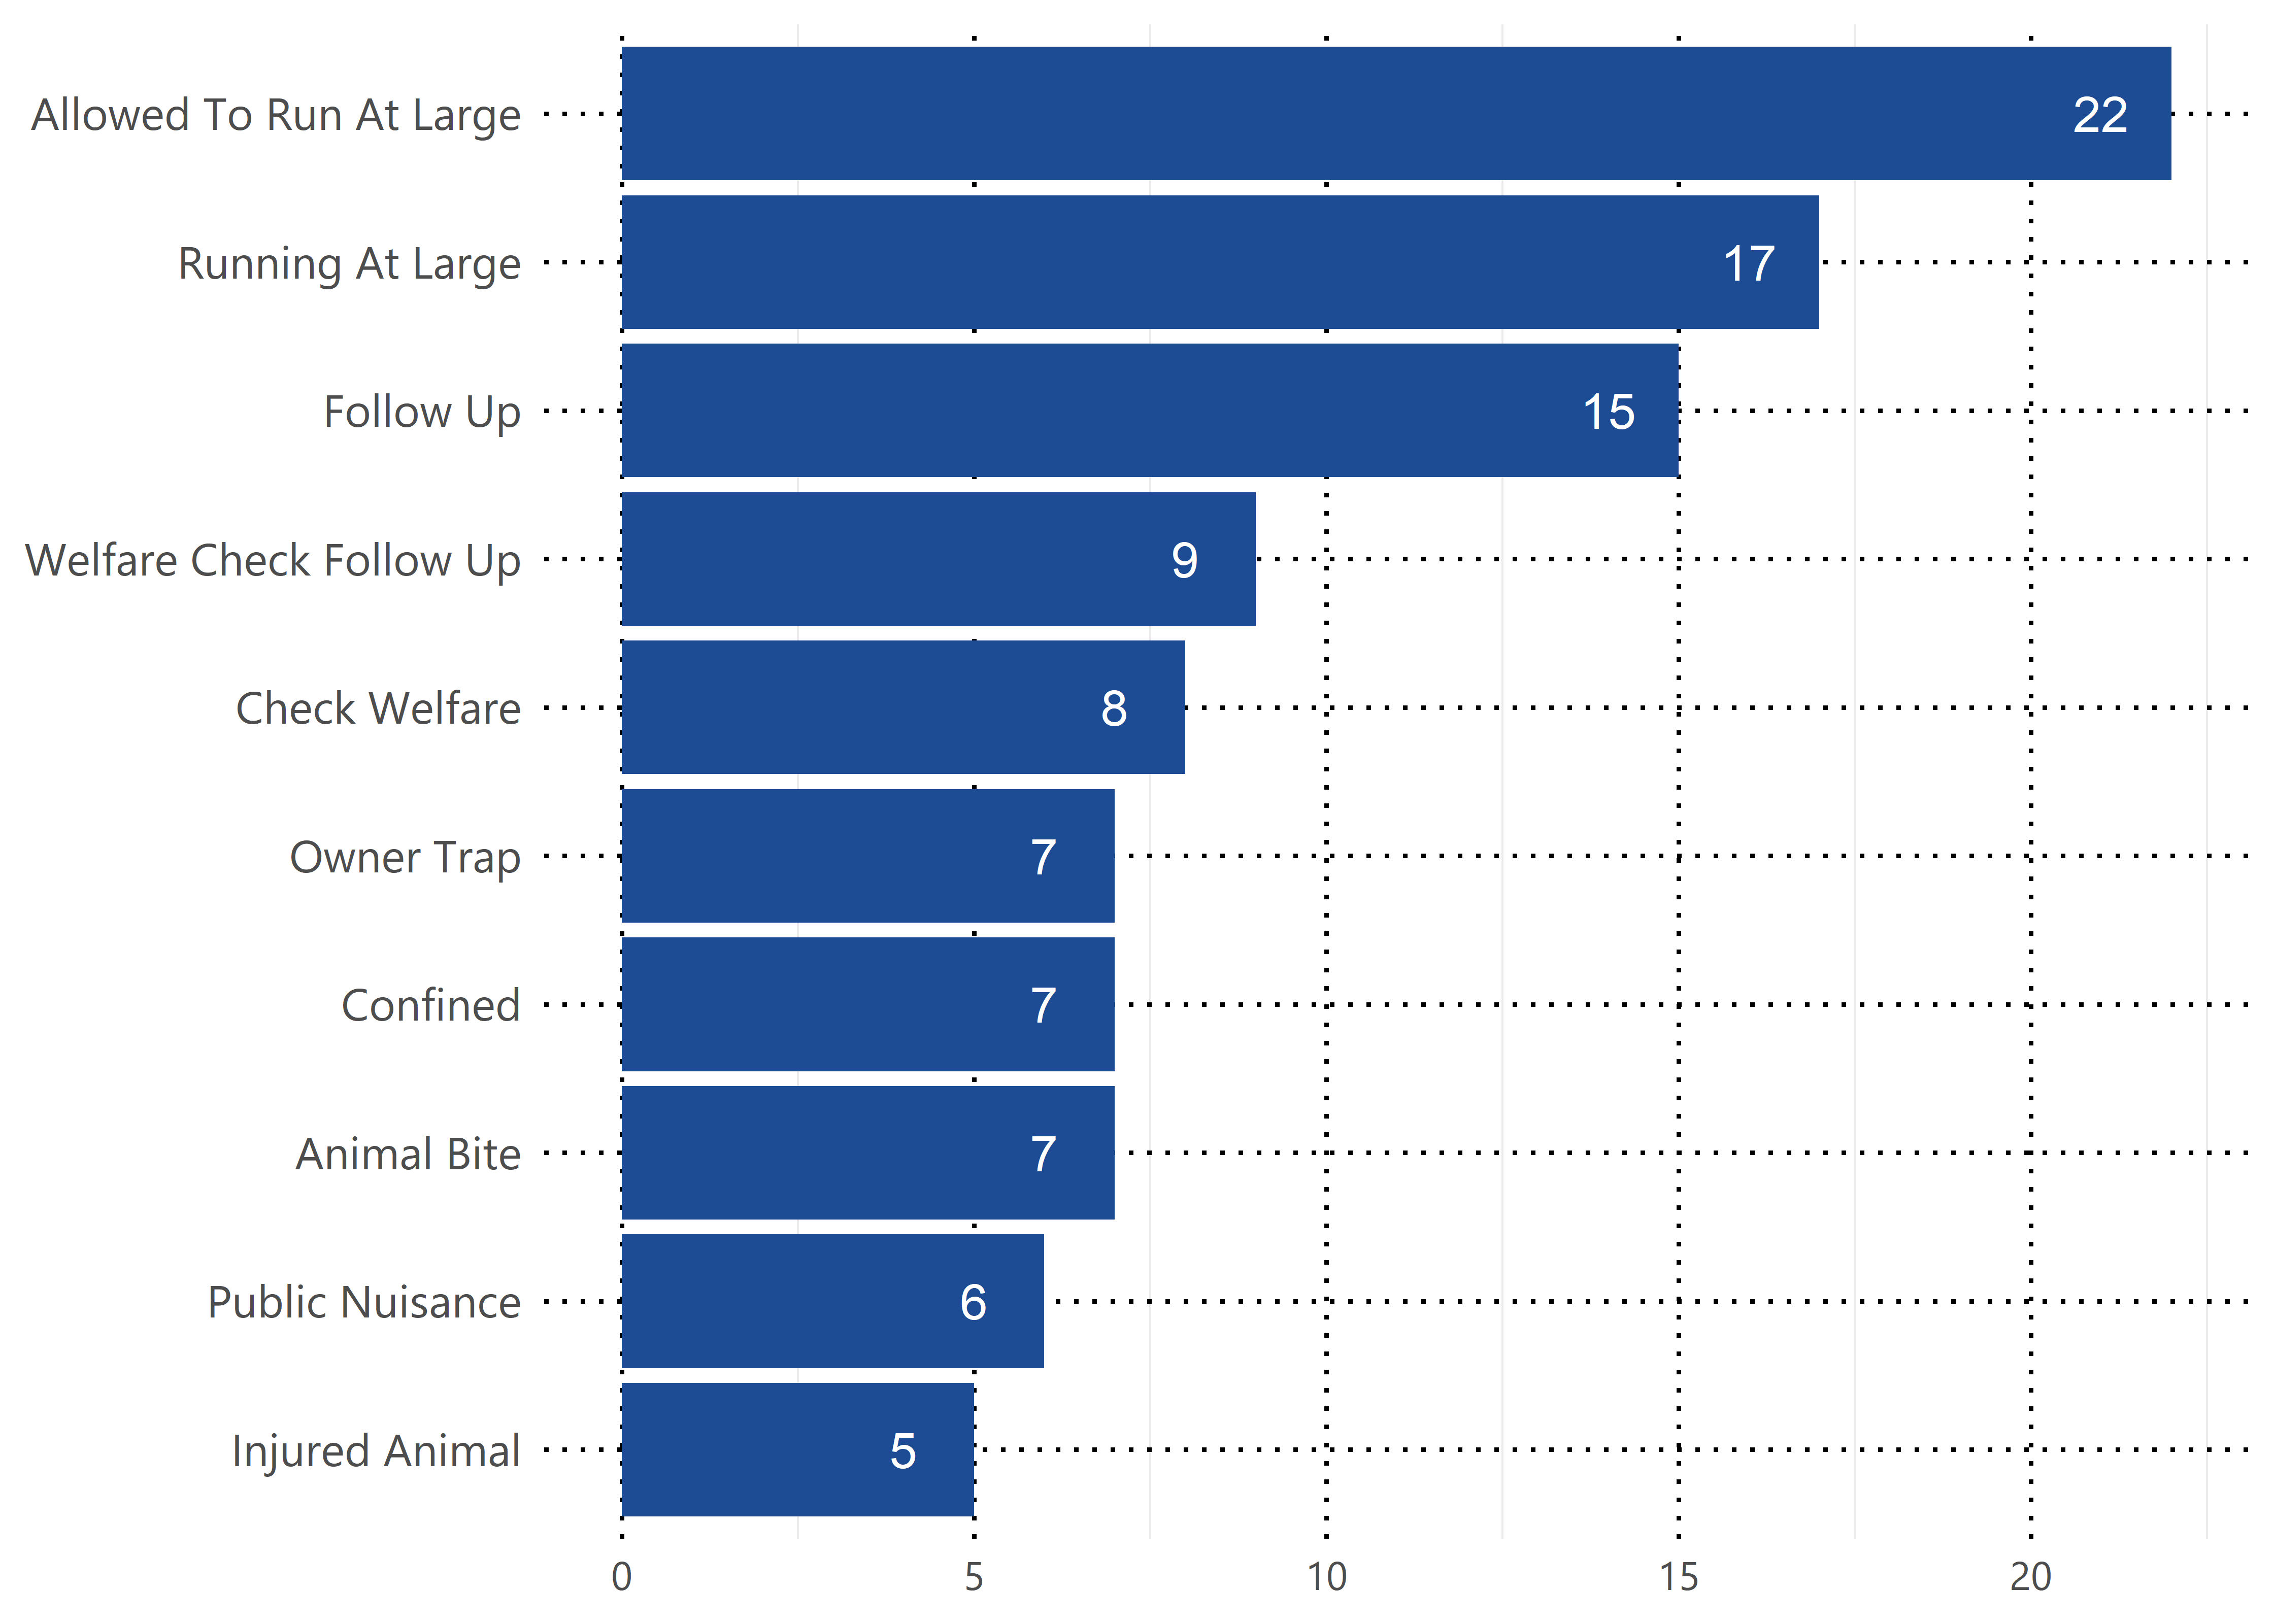 Allowed To Run At Large 22
Running At Large 17
Follow Up 15
Welfare Check Follow Up 9
Check Welfare 8
Owner Trap 7
Confined 7
Animal Bite 7
Public Nuisance 6
Injured Animal 5
0 5 10 15 20